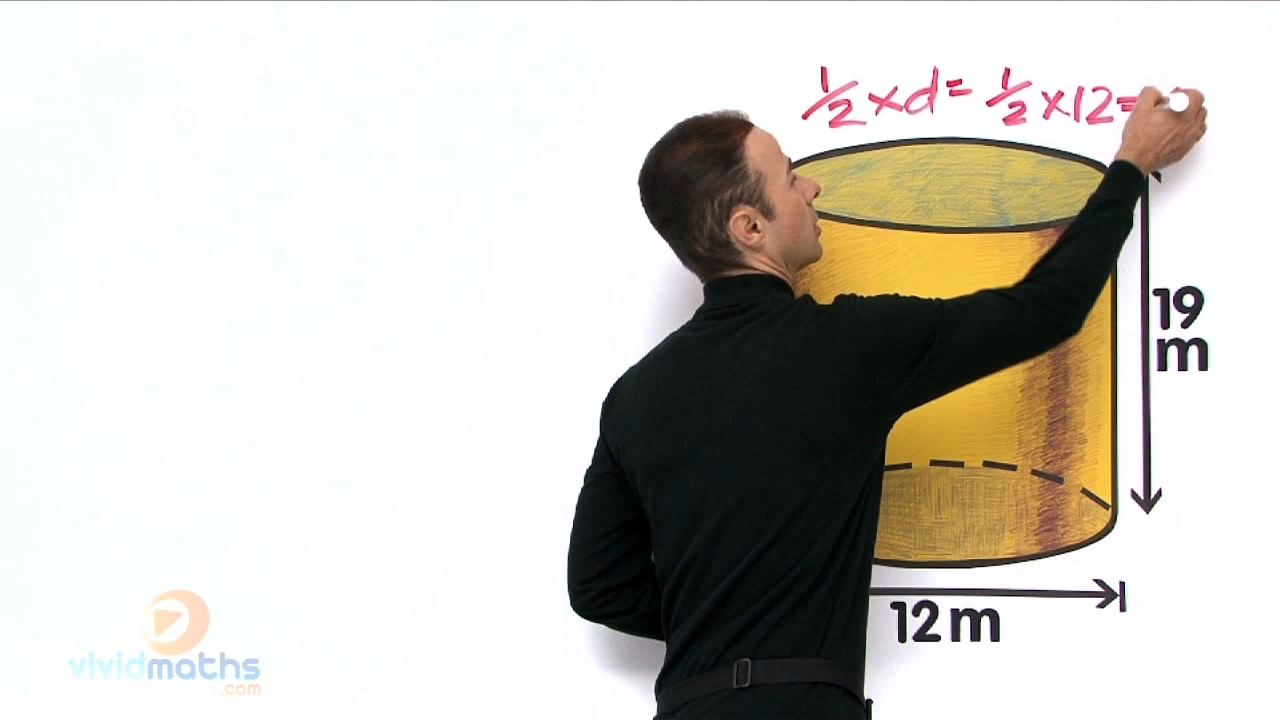 ½ × d = ½ × 12 =
19
m
12 m
vividmaths
.com